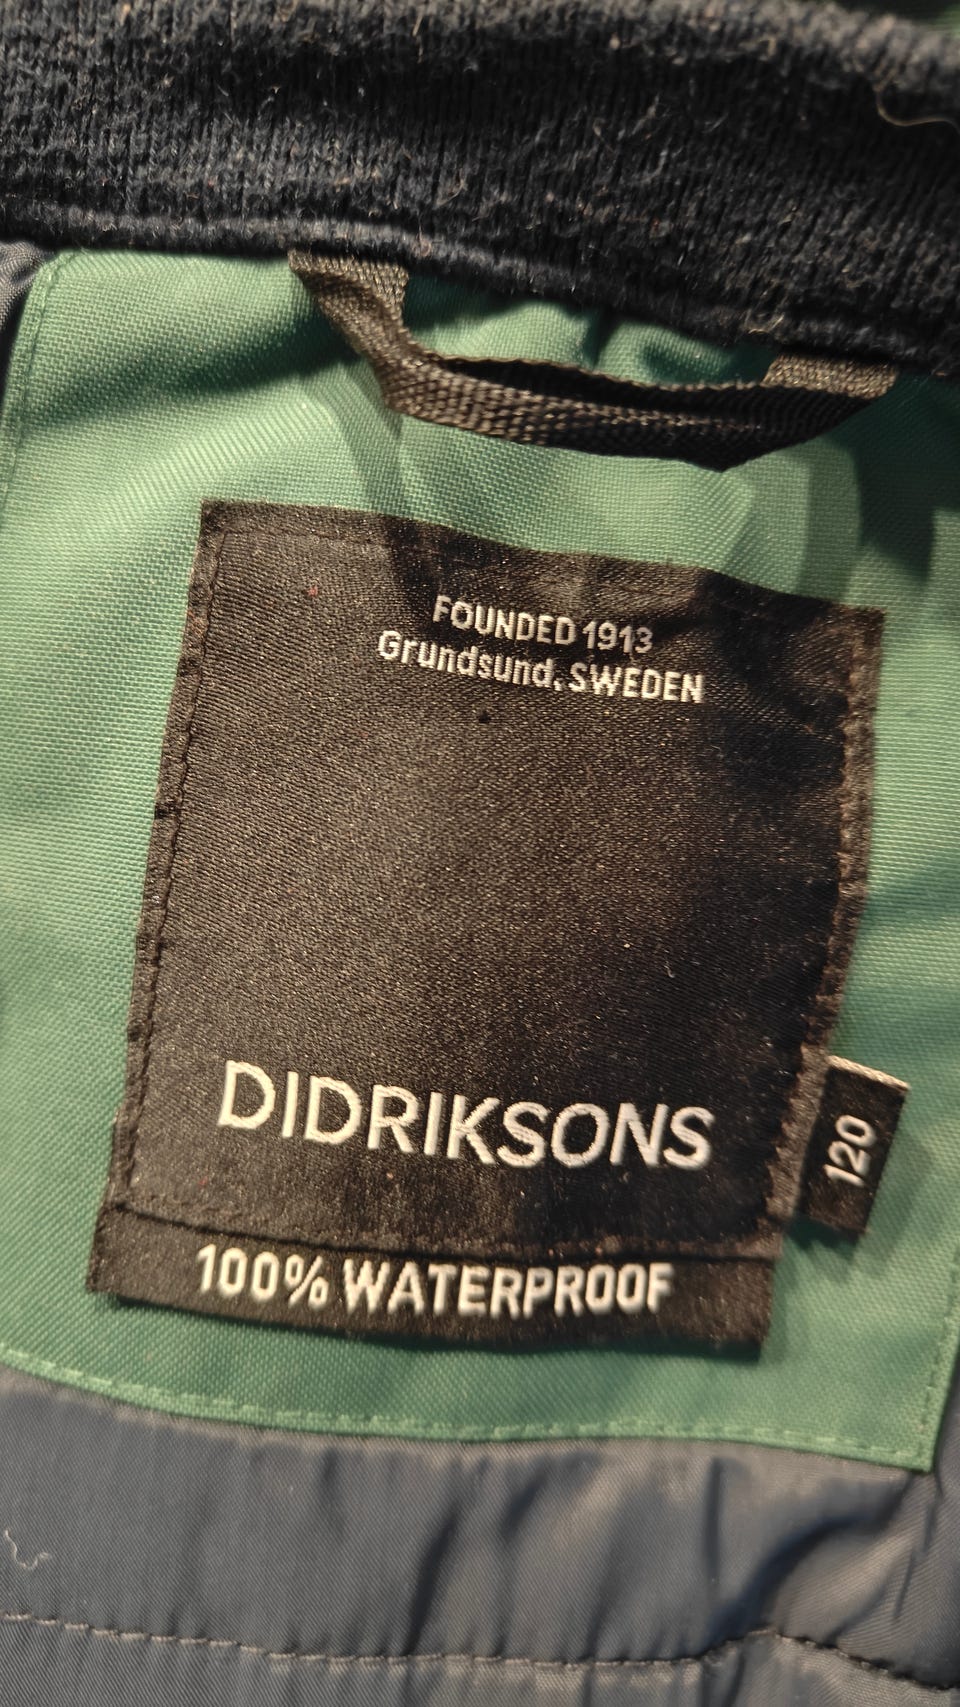 FOUNDED 1913
Grundsund, SWEDEN
DIDRIKSONS
120
100% WATERPROOF